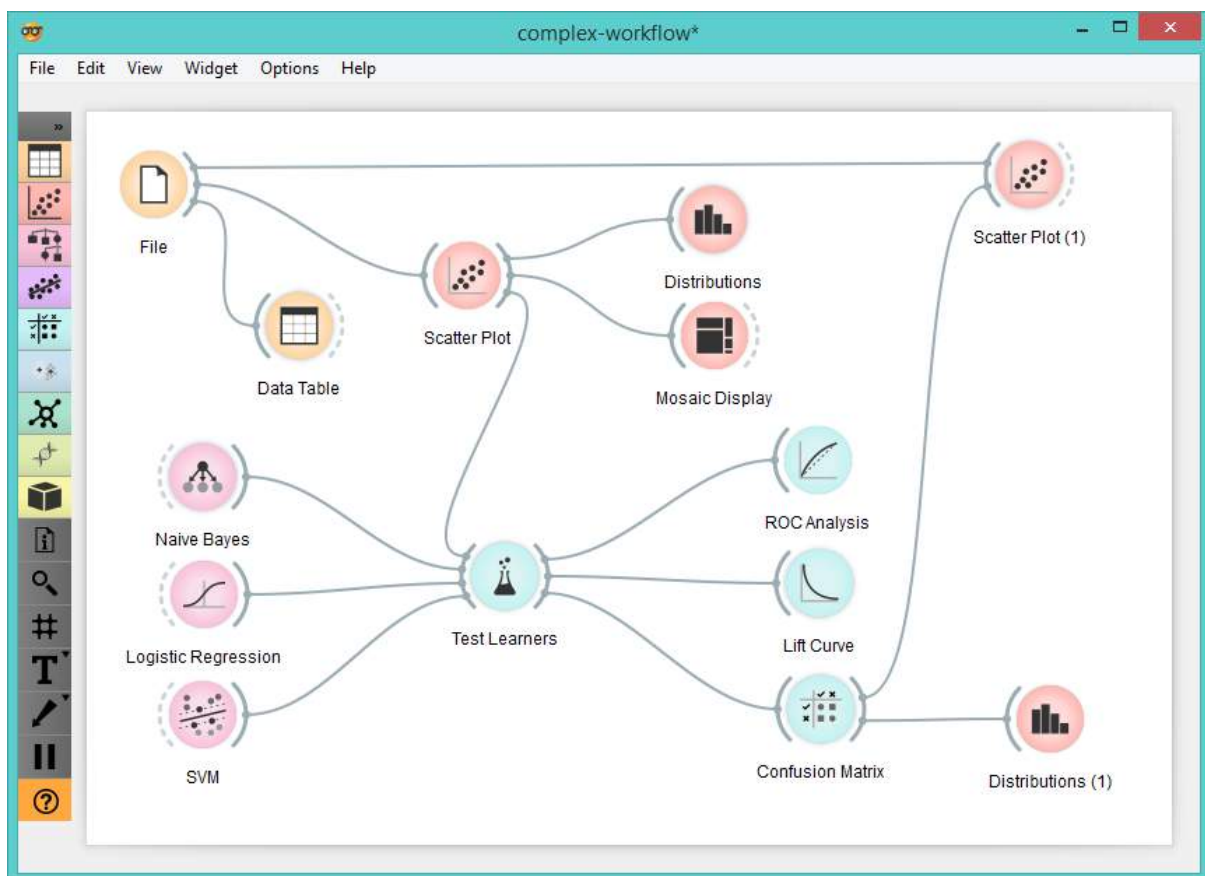 complex-workflow*
File Edit View Widget Options Help
File
Scatter Plot (1)
Distributions
Scatter Plot
Data Table
Mosaic Display
Naive Bayes
ROC Analysis
Test Learners
Logistic Regression
Lift Curve
SVM
Confusion Matrix
Distributions (1)